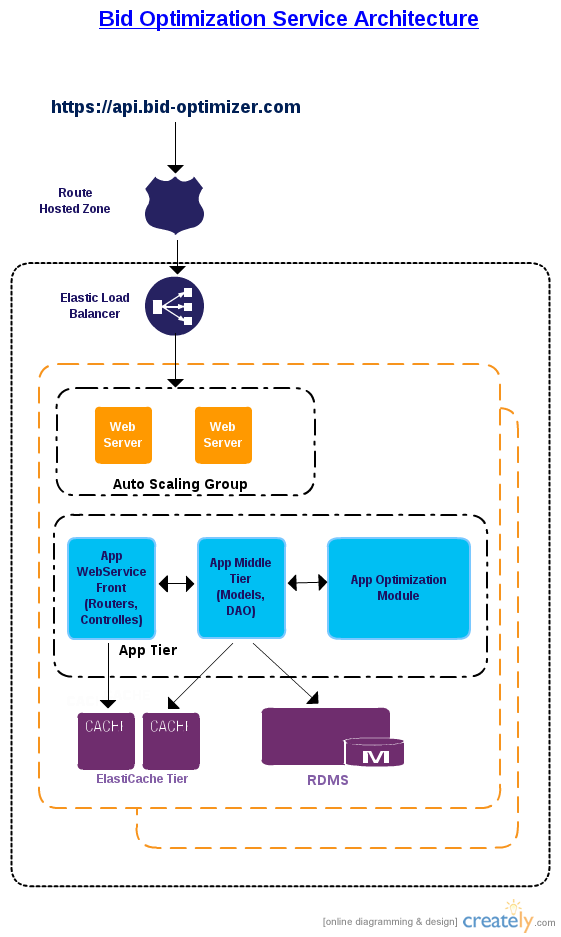 Bid Optimization Service Architecture
https://api.bid-optimizer.com
Route
Hosted Zone
Elastic Load
Balancer
Web
Server
Web
Server
Auto Scaling Group
App
WebService
Front
(Routers,
Controlles)
App Middle
Tier
(Models,
DAO)
App Optimization
Module
App Tier
CACHE
CACHE
ElastiCache Tier
M
RDMS
[online diagramming & design] creately.com